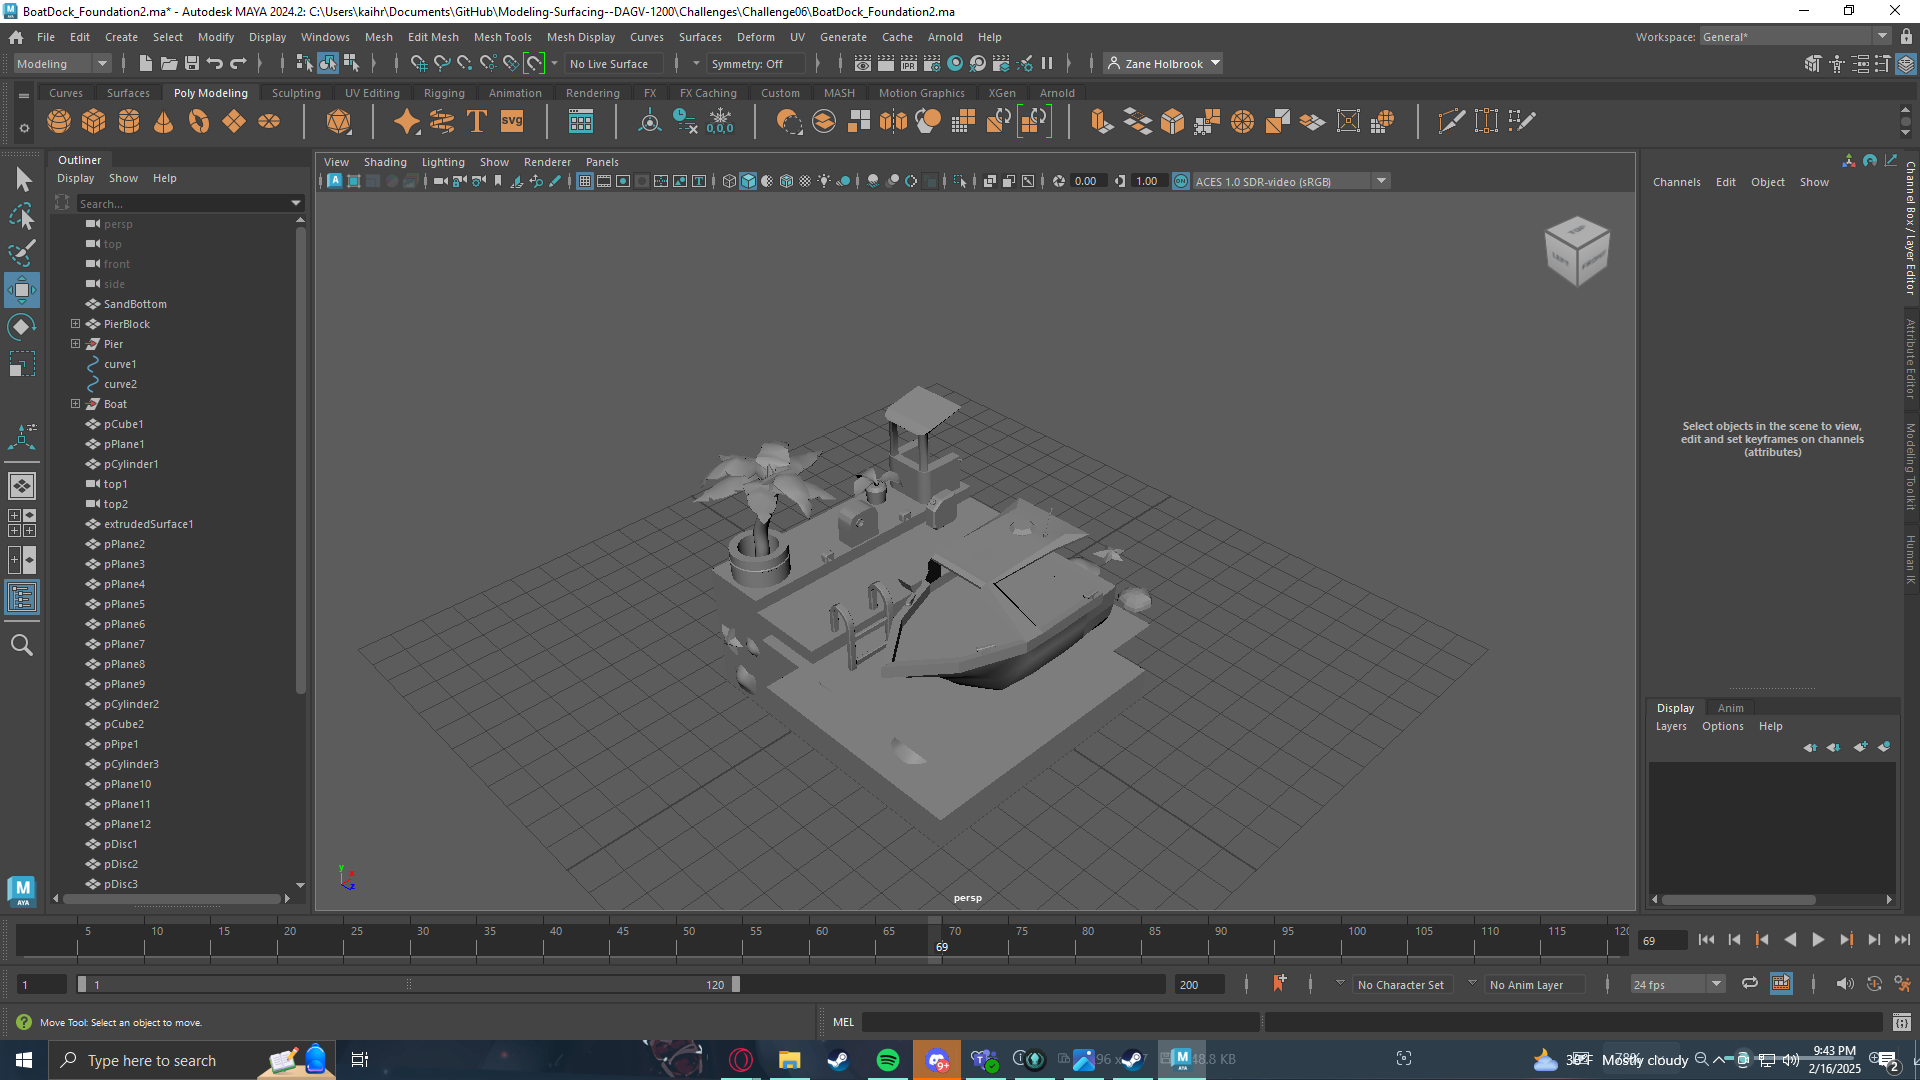 BoatDock_Foundation2.ma* - Autodesk MAYA 2024.2: C:\Users\kaihr\Documents\GitHub\Modeling-Surfacing--DAGV-1200\Challenges\Challenge06\BoatDock_Foundation2.ma
File Edit Create Select Modify Display Windows Mesh Edit Mesh Mesh Tools Mesh Display Curves Surfaces Deform UV Generate Cache Arnold Help
Workspace: General*
Modeling
No Live Surface
Symmetry: Off
Zane Holbrook
Curves Surfaces Poly Modeling Sculpting UV Editing Rigging Animation Rendering FX FX Caching Custom MASH Motion Graphics XGen Arnold
Outliner
Display Show Help
Search...
persp
top
front
side
SandBottom
PierBlock
Pier
curve1
curve2
Boat
pCube1
pPlane1
pCylinder1
top1
top2
extrudedSurface1
pPlane2
pPlane3
pPlane4
pPlane5
pPlane6
pPlane7
pPlane8
pPlane9
pCylinder2
pCube2
pPipe1
pCylinder3
pPlane10
pPlane11
pPlane12
pDisc1
pDisc2
pDisc3
View Shading Lighting Show Renderer Panels
0.00 1.00 ACES 1.0 SDR-video (sRGB)
TOP
LEFT
FRONT
persp
Channels Edit Object Show
Select objects in the scene to view,
edit and set keyframes on channels
(attributes)
Channel Box / Layer Editor
Attribute Editor
Modeling Toolkit
Human IK
Display Anim
Layers Options Help
5 10 15 20 25 30 35 40 45 50 55 60 65 70 75 80 85 90 95 100 105 110 115 120
69
69
1 1 120 200 No Character Set No Anim Layer 24 fps
Move Tool: Select an object to move.
MEL
Type here to search
Mostly cloudy
9:43 PM
2/16/2025